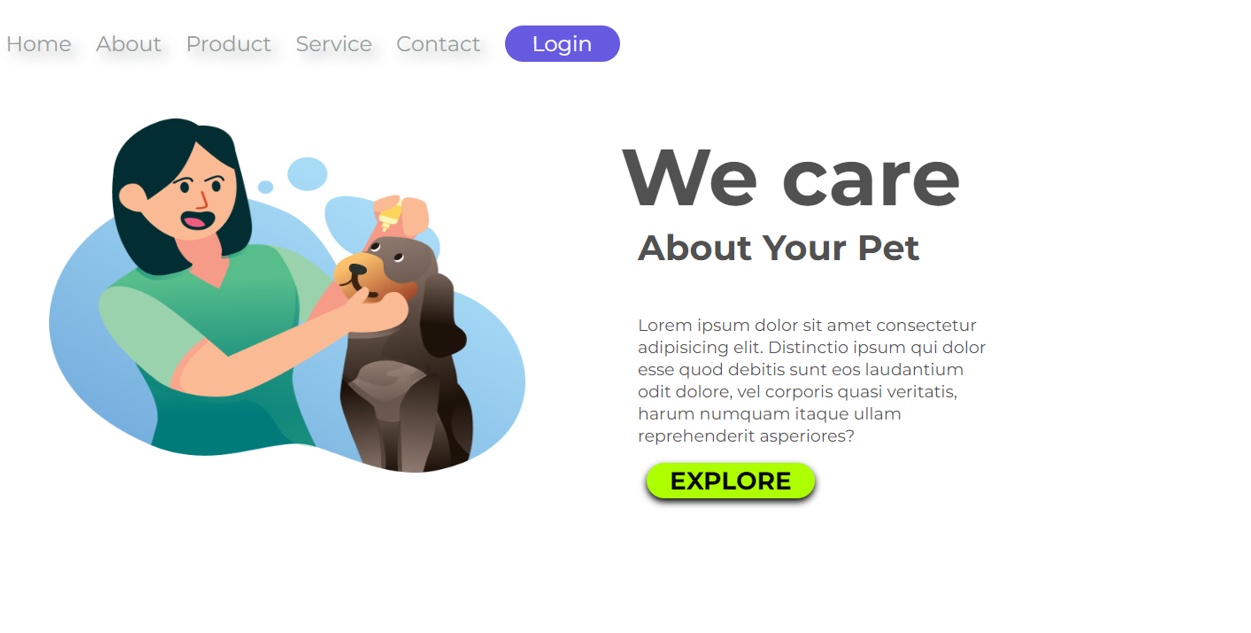 Home About Product Service Contact Login
We care
About Your Pet
Lorem ipsum dolor sit amet consectetur
adipisicing elit. Distinctio ipsum qui dolor
esse quod debitis sunt eos laudantium
odit dolore, vel corporis quasi veritatis,
harum numquam itaque ullam
reprehenderit asperiores?
EXPLORE